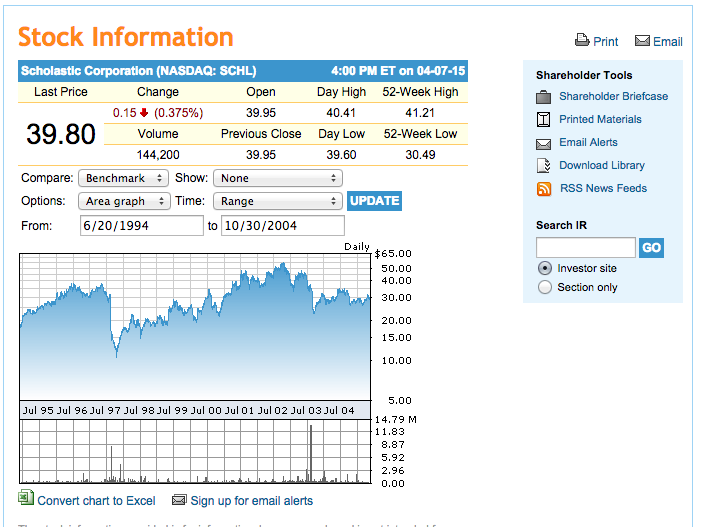 Stock Information
Print Email
Scholastic Corporation (NASDAQ: SCHL) 4:00 PM ET on 04-07-15
Last Price Change Open Day High 52-Week High
39.80 0.15 (0.375%) 39.95 40.41 41.21
Volume Previous Close Day Low 52-Week Low
144,200 39.95 39.60 30.49
Compare: Benchmark Show: None
Options: Area graph Time: Range UPDATE
From: 6/20/1994 to 10/30/2004
Daily
$65.00
50.00
40.00
30.00
20.00
15.00
10.00
5.00
Jul 95 Jul 96 Jul 97 Jul 98 Jul 99 Jul 00 Jul 01 Jul 02 Jul 03 Jul 04
14.79 M
11.83
8.87
5.92
2.96
0.00
Convert chart to Excel Sign up for email alerts
Shareholder Tools
Shareholder Briefcase
Printed Materials
Email Alerts
Download Library
RSS News Feeds
Search IR
GO
Investor site
Section only